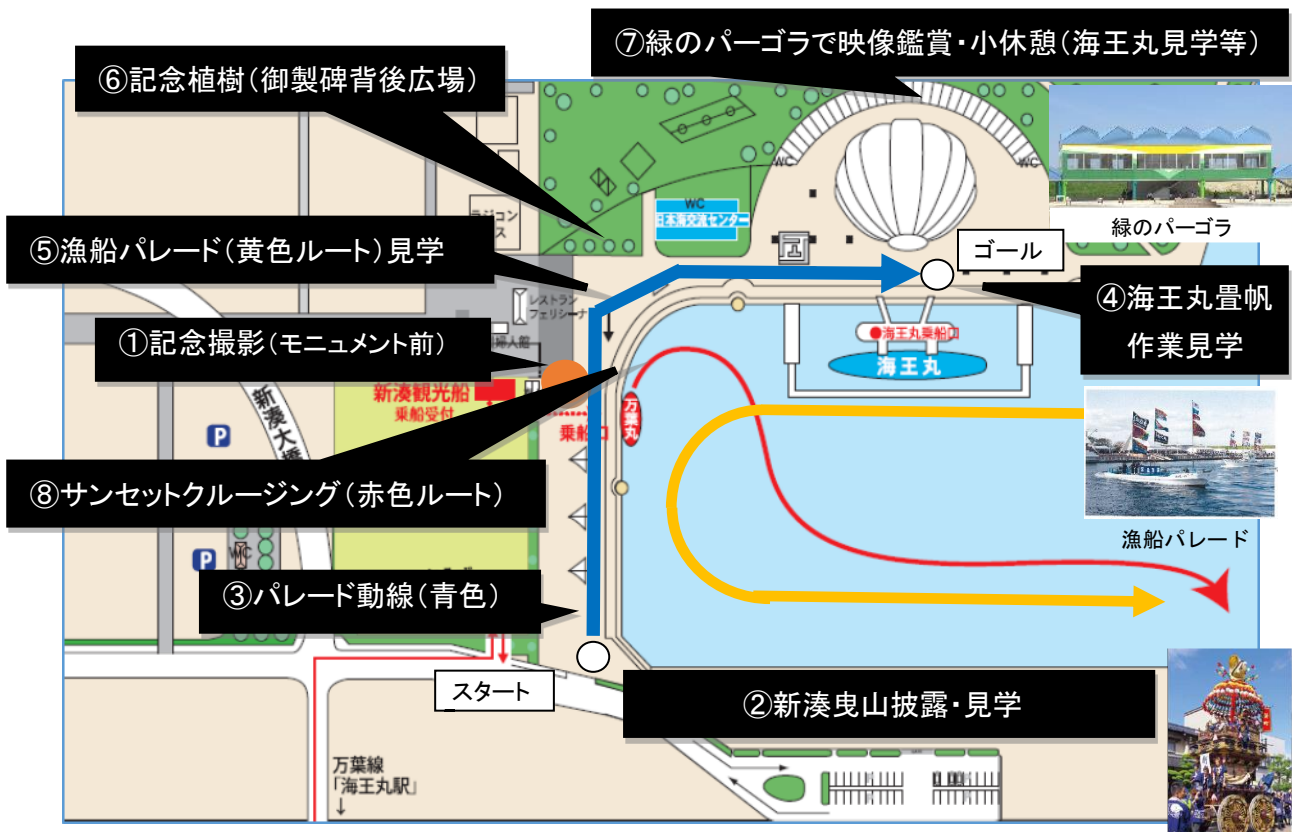 ⑦緑のパーゴラで映像鑑賞・小休憩(海王丸見学等)
⑥記念植樹(御製碑背後広場)
WC
WC
WC
日本海交流センター
緑のパーゴラ
⑤漁船パレード(黄色ルート)見学
ゴール
④海王丸畳帆
作業見学
レストラン
フェリシーナ
①記念撮影(モニュメント前)
婦人館
海王丸乗船口
海王丸
新湊観光船
乗船受付
万葉丸
乗船口
新湊大橋
P
⑧サンセットクルージング(赤色ルート)
漁船パレード
P
WC
③パレード動線(青色)
スタート
②新湊曳山披露・見学
万葉線
「海王丸駅」
↓